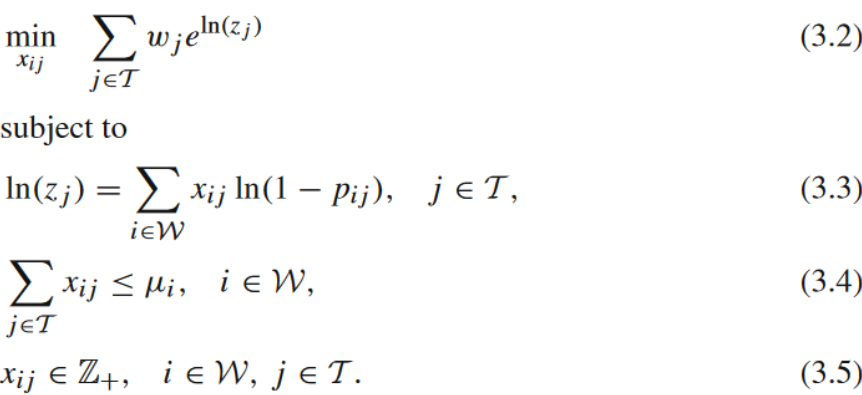 min_{x_{ij}} ∑_{j∈𝒯} w_j e^{ln(z_j)} (3.2)
subject to
ln(z_j) = ∑_{i∈𝒲} x_{ij} ln(1 − p_{ij}), j ∈ 𝒯, (3.3)
∑_{j∈𝒯} x_{ij} ≤ μ_i, i ∈ 𝒲, (3.4)
x_{ij} ∈ ℤ_+, i ∈ 𝒲, j ∈ 𝒯. (3.5)